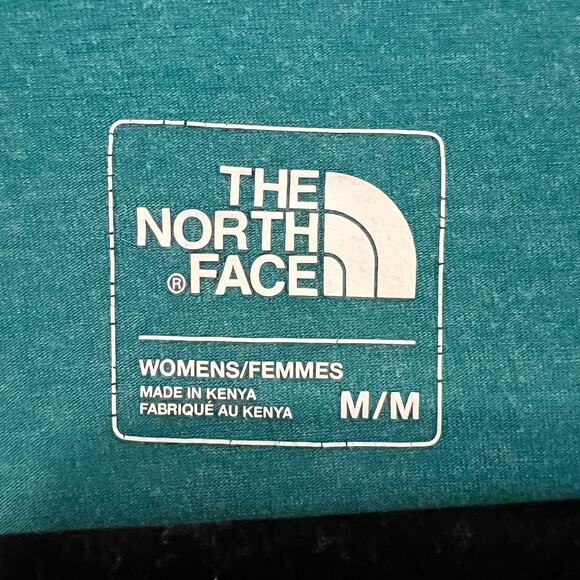 THE
NORTH
® FACE
WOMENS/FEMMES
MADE IN KENYA
FABRIQUÉ AU KENYA
M/M